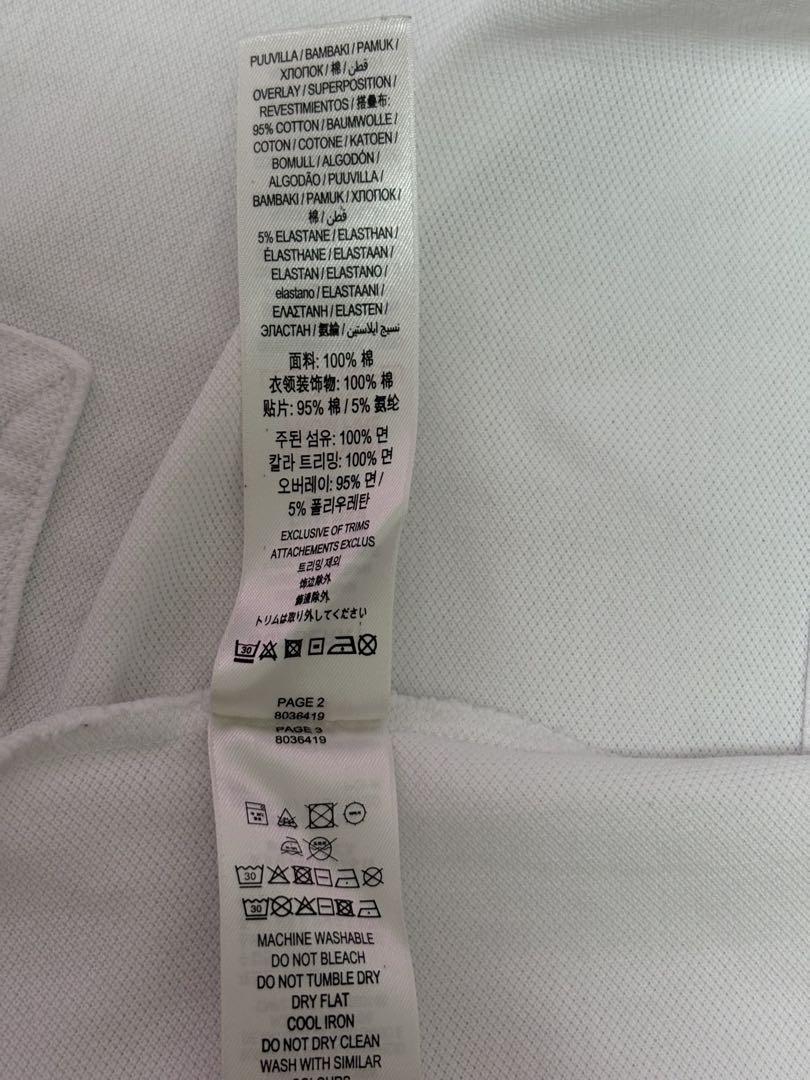 PUUVILLA / BAMBAKI / PAMUK /
ХЛОПОК / 棉 / قطن
OVERLAY / SUPERPOSITION /
REVESTIMIENTOS / 搭疊布:
95% COTTON / BAUMWOLLE /
COTON / COTONE / KATOEN /
BOMULL / ALGODÓN /
ALGODÃO / PUUVILLA /
BAMBAKI / PAMUK / ХЛОПОК /
棉 / قطن
5% ELASTANE / ELASTHAN /
ÉLASTHANE / ELASTAAN /
ELASTAN / ELASTANO /
elastano / ELASTAANI /
ΕΛΑΣΤΑΝΗ / ELASTEN /
ЭЛАСТАН / 氨綸 / نسيج ايلاستين
面料: 100% 棉
衣领装饰物: 100% 棉
贴片: 95% 棉 / 5% 氨纶
주된 섬유: 100% 면
칼라 트리밍: 100% 면
오버레이: 95% 면 /
5% 폴리우레탄
EXCLUSIVE OF TRIMS
ATTACHEMENTS EXCLUS
트리밍 제외
饰边除外
飾邊除外
トリムは取り外してください
30
PAGE 2
8036419
PAGE 3
8036419
30
30
MACHINE WASHABLE
DO NOT BLEACH
DO NOT TUMBLE DRY
DRY FLAT
COOL IRON
DO NOT DRY CLEAN
WASH WITH SIMILAR
COLOURS